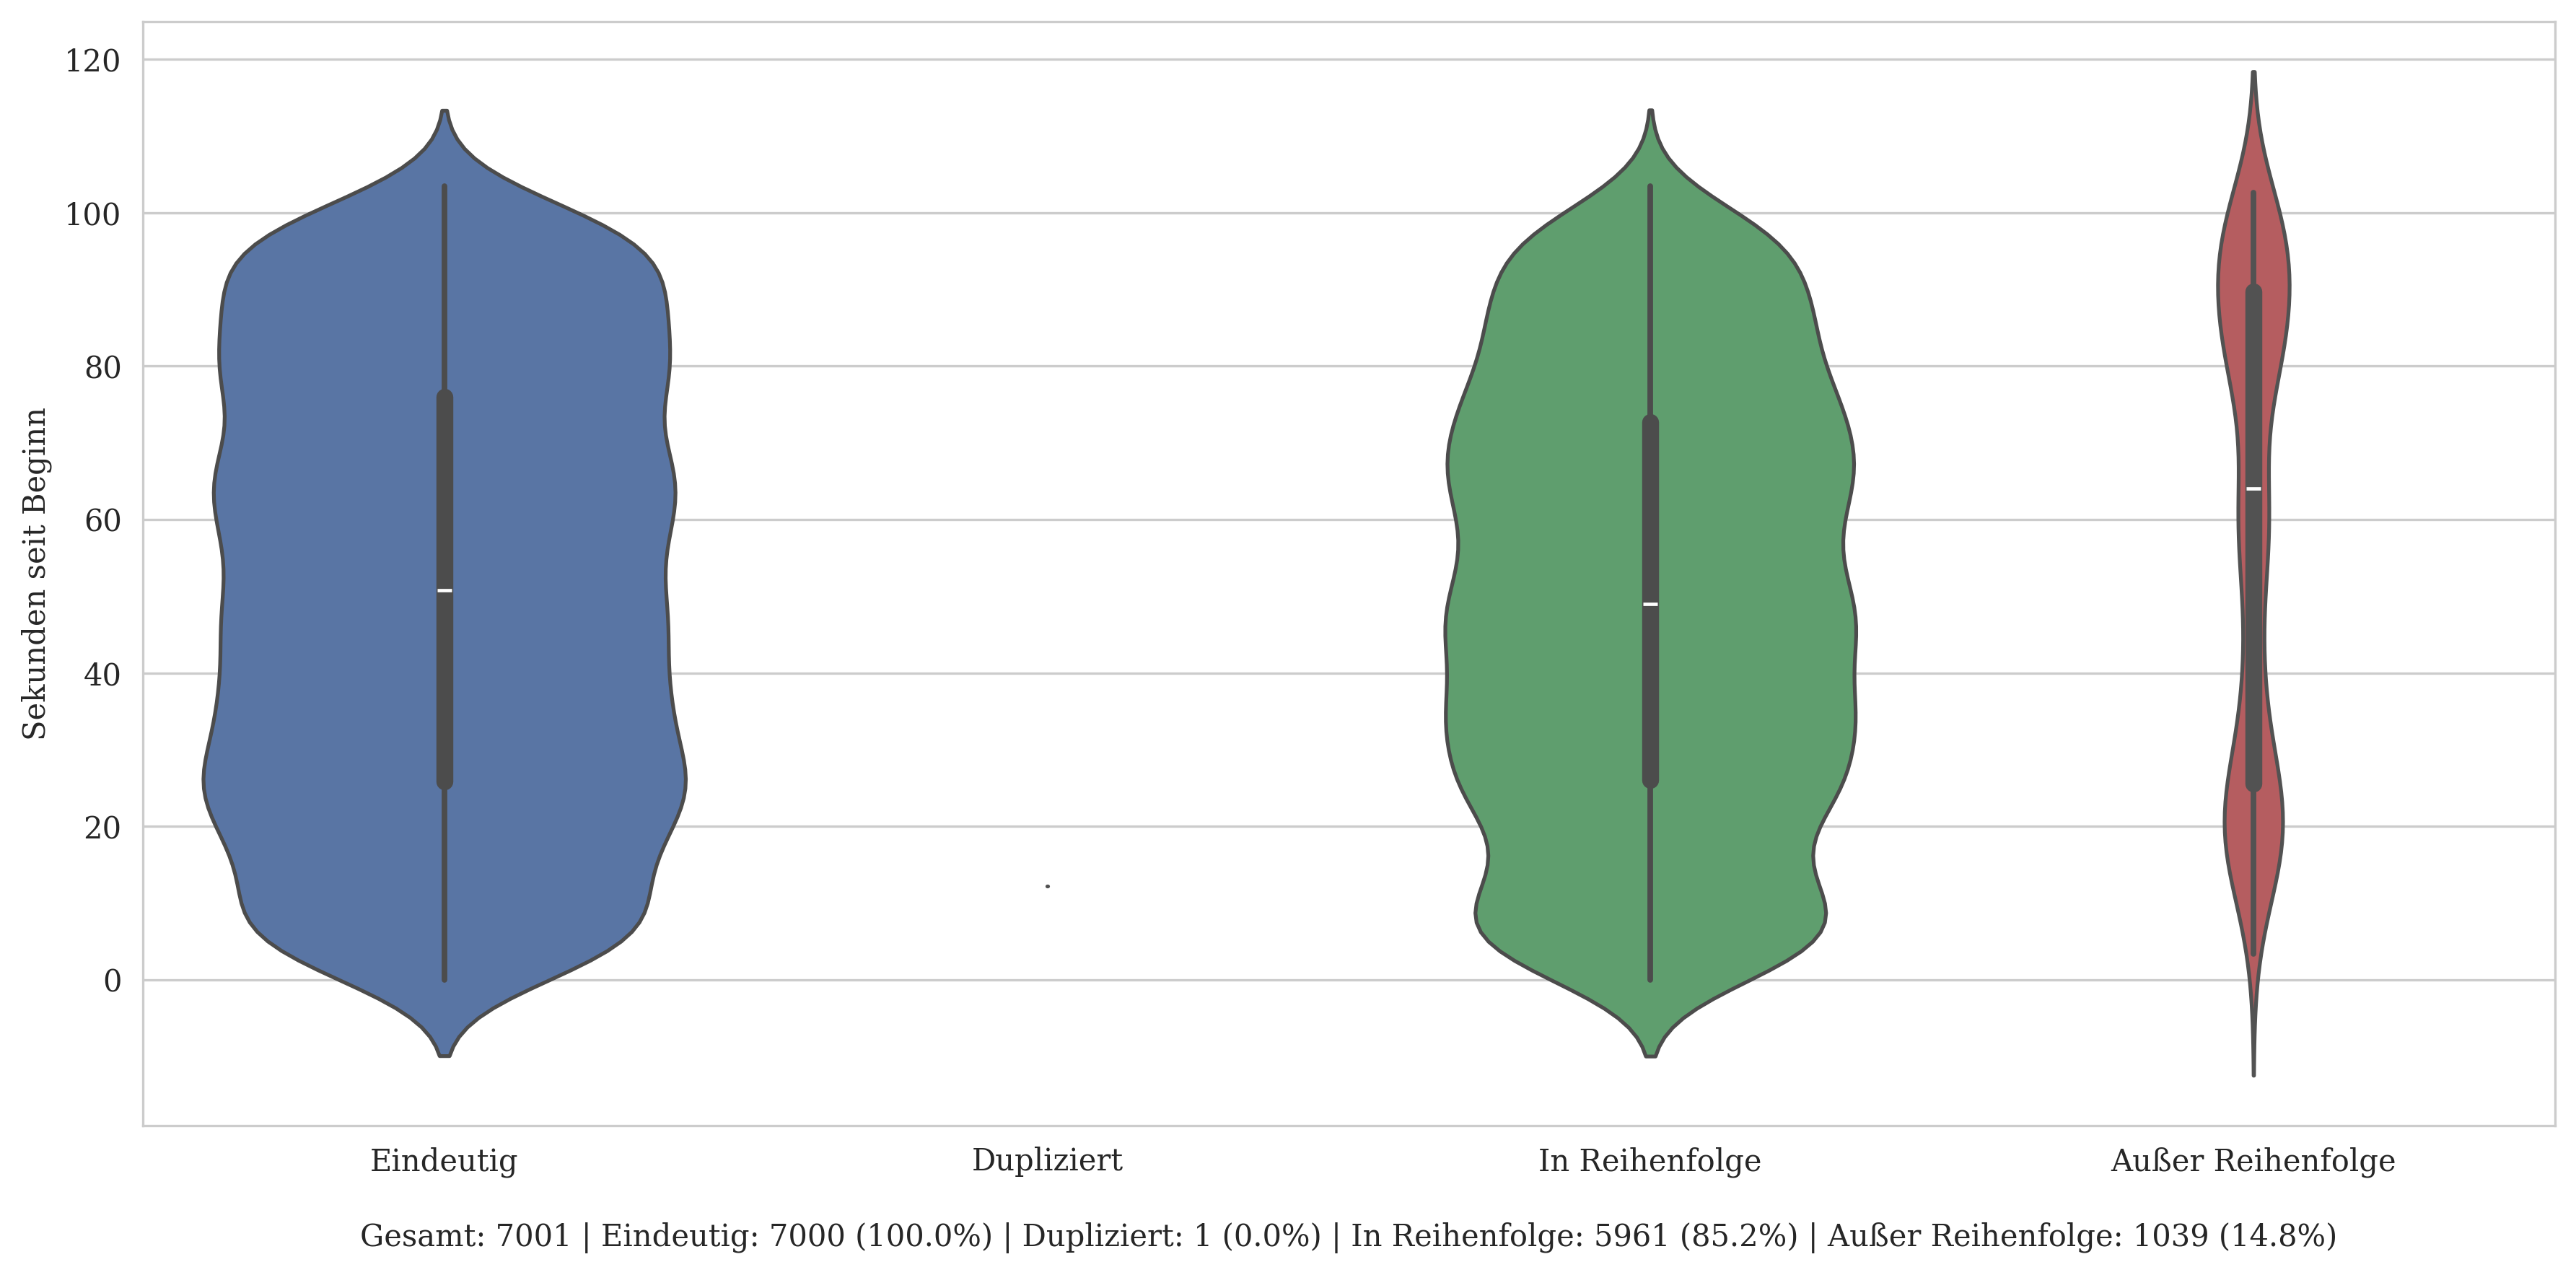 120
100
80
60
40
20
0
Sekunden seit Beginn
Eindeutig
Dupliziert
In Reihenfolge
Außer Reihenfolge
Gesamt: 7001 | Eindeutig: 7000 (100.0%) | Dupliziert: 1 (0.0%) | In Reihenfolge: 5961 (85.2%) | Außer Reihenfolge: 1039 (14.8%)